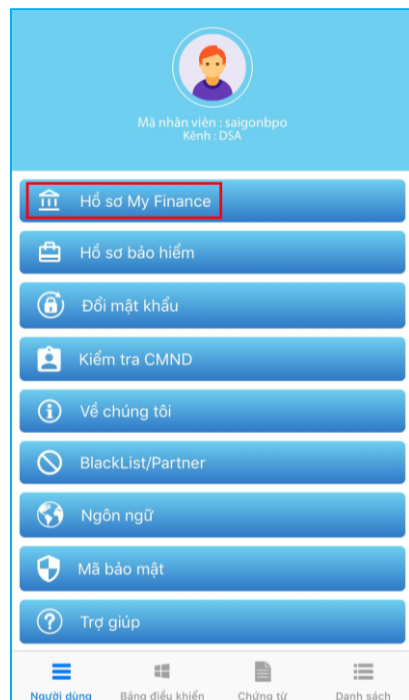 Mã nhân viên : saigonbpo
Kênh : DSA
Hồ sơ My Finance
Hồ sơ bảo hiểm
Đổi mật khẩu
Kiểm tra CMND
Về chúng tôi
BlackList/Partner
Ngôn ngữ
Mã bảo mật
Trợ giúp
Người dùng Bảng điều khiển Chứng từ Danh sách